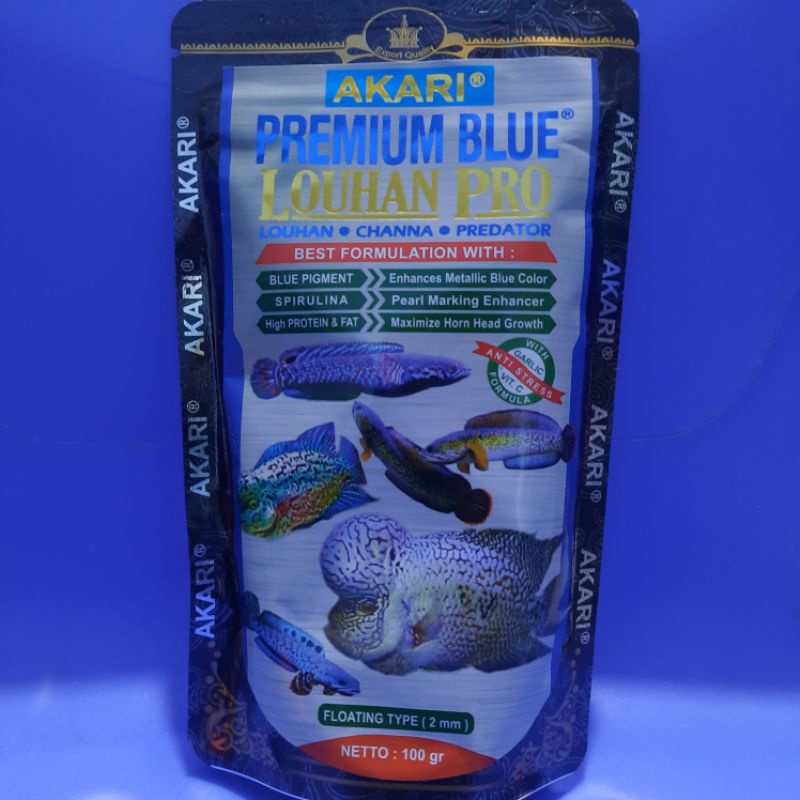 Export Quality
AKARI®
PREMIUM BLUE®
LOUHAN PRO
LOUHAN • CHANNA • PREDATOR
BEST FORMULATION WITH :
BLUE PIGMENT Enhances Metallic Blue Color
SPIRULINA Pearl Marking Enhancer
High PROTEIN & FAT Maximize Horn Head Growth
WITH
GARLIC
ANTI STRESS
VIT. C
FORMULA
FLOATING TYPE ( 2 mm )
NETTO : 100 gr
AKARI®
AKARI®
AKARI®
AKARI®
AKARI®
AKARI®
AKARI®
AKARI®